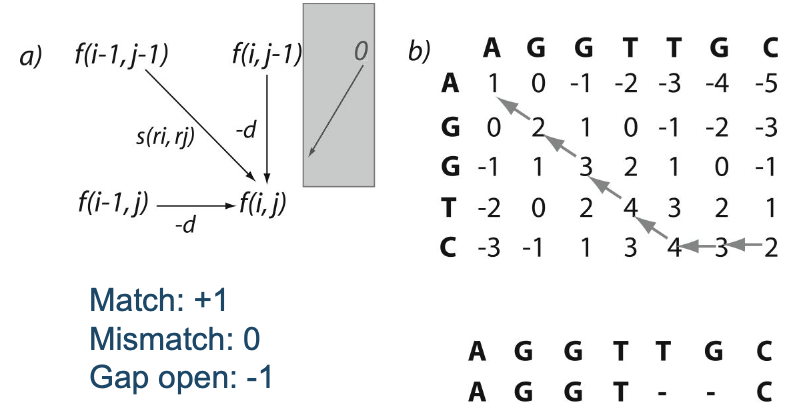 a)
f(i-1,j-1) f(i,j-1) 0
s(ri,rj) -d
f(i-1,j) f(i,j)
-d
Match: +1
Mismatch: 0
Gap open: -1
b)
A G G T T G C
A 1 0 -1 -2 -3 -4 -5
G 0 2 1 0 -1 -2 -3
G -1 1 3 2 1 0 -1
T -2 0 2 4 3 2 1
C -3 -1 1 3 4 3 2
A G G T T G C
A G G T - - C